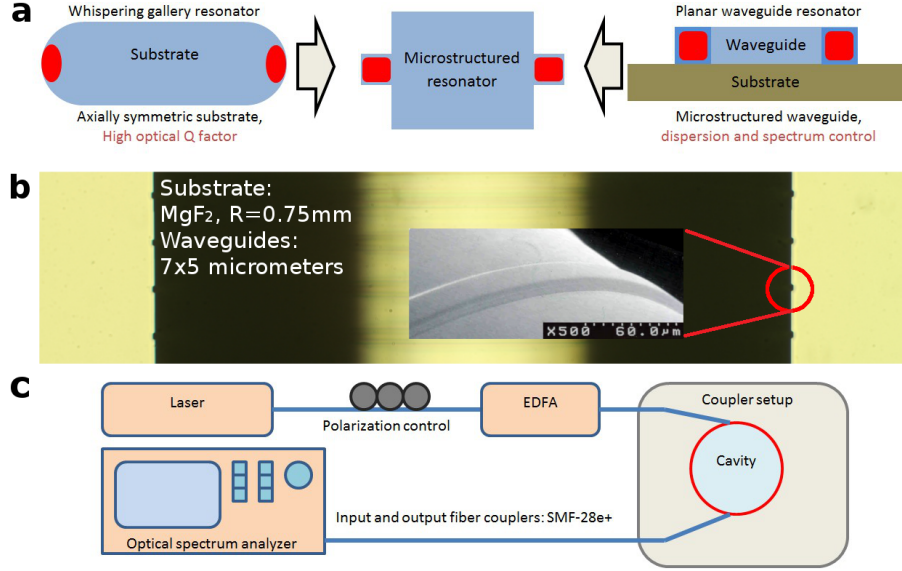 a
Whispering gallery resonator
Substrate
Axially symmetric substrate,
High optical Q factor
Microstructured
resonator
Planar waveguide resonator
Waveguide
Substrate
Microstructured waveguide,
dispersion and spectrum control
b
Substrate:
MgF₂, R=0.75mm
Waveguides:
7x5 micrometers
X500 60.0μm
c
Laser
Polarization control
EDFA
Coupler setup
Cavity
Input and output fiber couplers: SMF-28e+
Optical spectrum analyzer